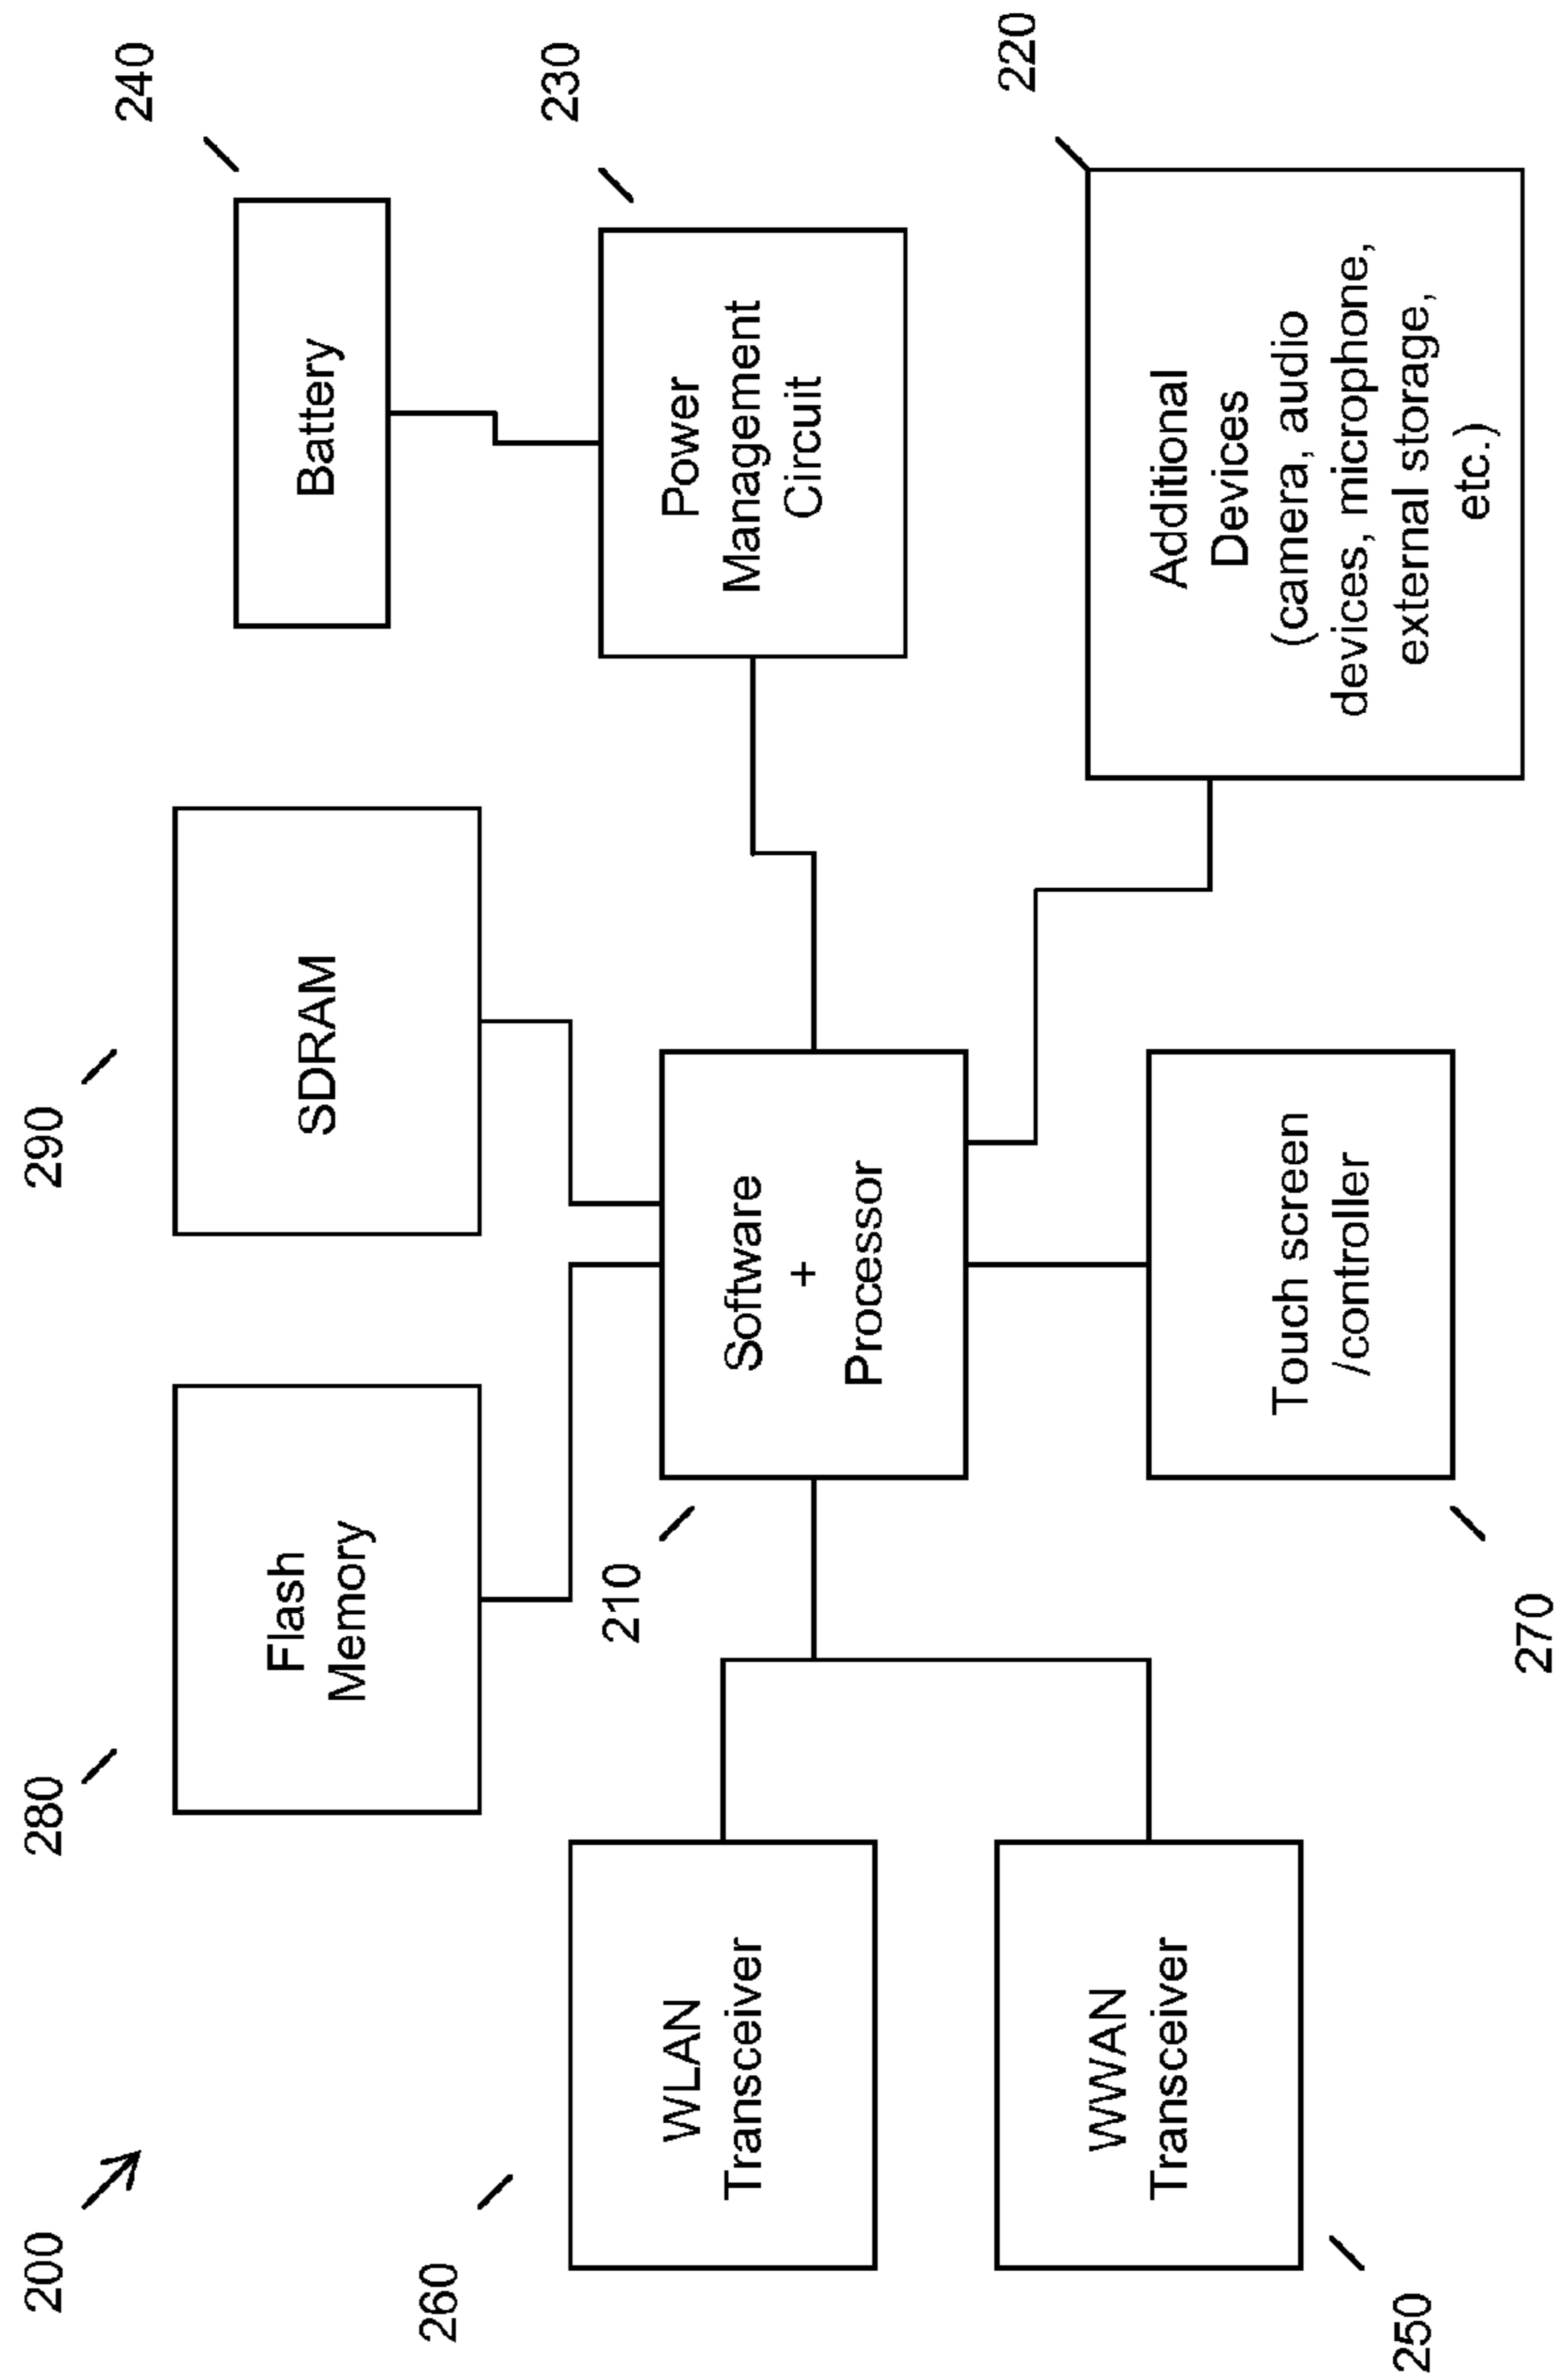 200
280
290
240
Flash
Memory
SDRAM
Battery
260
210
230
WLAN
Transceiver
Software
+
Processor
Power
Management
Circuit
220
WWAN
Transceiver
Touch screen
/controller
Additional
Devices
(camera, audio
devices, microphone,
external storage,
etc.)
250
270